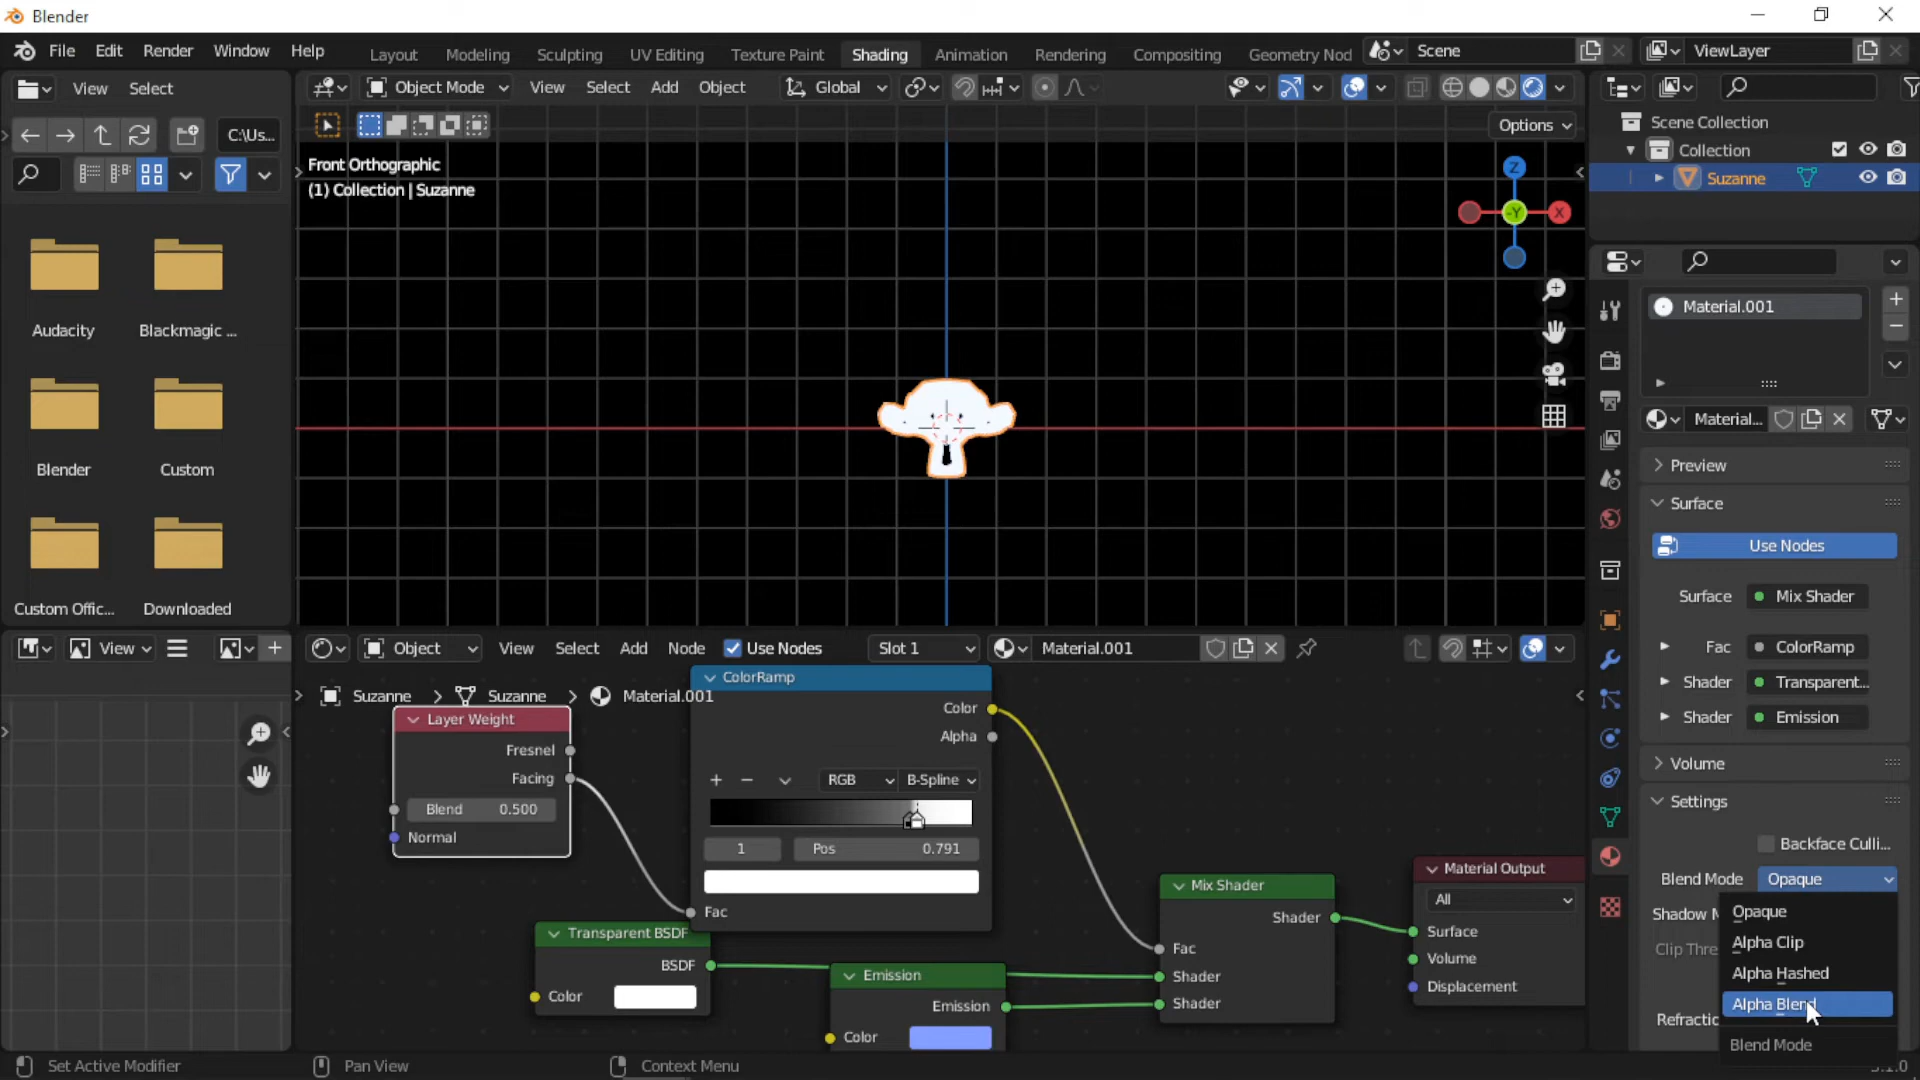 Blender
File Edit Render Window Help
Layout Modeling Sculpting UV Editing Texture Paint Shading Animation Rendering Compositing Geometry Nod
Scene
ViewLayer
View Select
Object Mode View Select Add Object
Global
C:\Us...
Options
Front Orthographic
(1) Collection | Suzanne
Z
-Y
X
Audacity
Blackmagic ...
Blender
Custom
Custom Offic...
Downloaded
Scene Collection
Collection
Suzanne
Material.001
Material...
Preview
Surface
Use Nodes
Surface Mix Shader
Fac ColorRamp
Shader Transparent...
Shader Emission
Volume
Settings
Backface Culli...
Blend Mode Opaque
Shadow M
Opaque
Alpha Clip
Clip Thre
Alpha Hashed
Alpha Blend
Refractio
Blend Mode
View
Object View Select Add Node Use Nodes Slot 1 Material.001
Suzanne > Suzanne > Material.001
Layer Weight
Fresnel
Facing
Blend 0.500
Normal
ColorRamp
Color
Alpha
+ − RGB B-Spline
1 Pos 0.791
Fac
Transparent BSDF
BSDF
Color
Emission
Emission
Color
Mix Shader
Shader
Fac
Shader
Shader
Material Output
All
Surface
Volume
Displacement
Set Active Modifier
Pan View
Context Menu